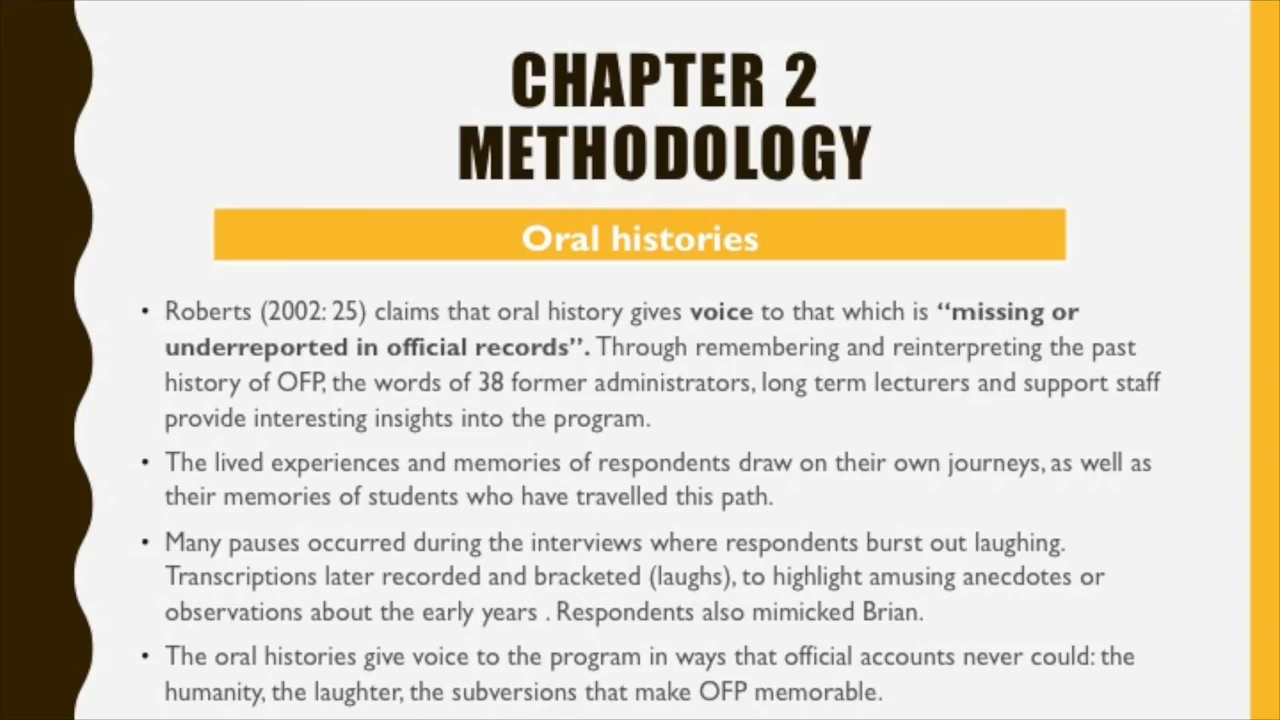 CHAPTER 2
METHODOLOGY
Oral histories
• Roberts (2002: 25) claims that oral history gives voice to that which is “missing or
underreported in official records”. Through remembering and reinterpreting the past
history of OFP, the words of 38 former administrators, long term lecturers and support staff
provide interesting insights into the program.
• The lived experiences and memories of respondents draw on their own journeys, as well as
their memories of students who have travelled this path.
• Many pauses occurred during the interviews where respondents burst out laughing.
Transcriptions later recorded and bracketed (laughs), to highlight amusing anecdotes or
observations about the early years . Respondents also mimicked Brian.
• The oral histories give voice to the program in ways that official accounts never could: the
humanity, the laughter, the subversions that make OFP memorable.